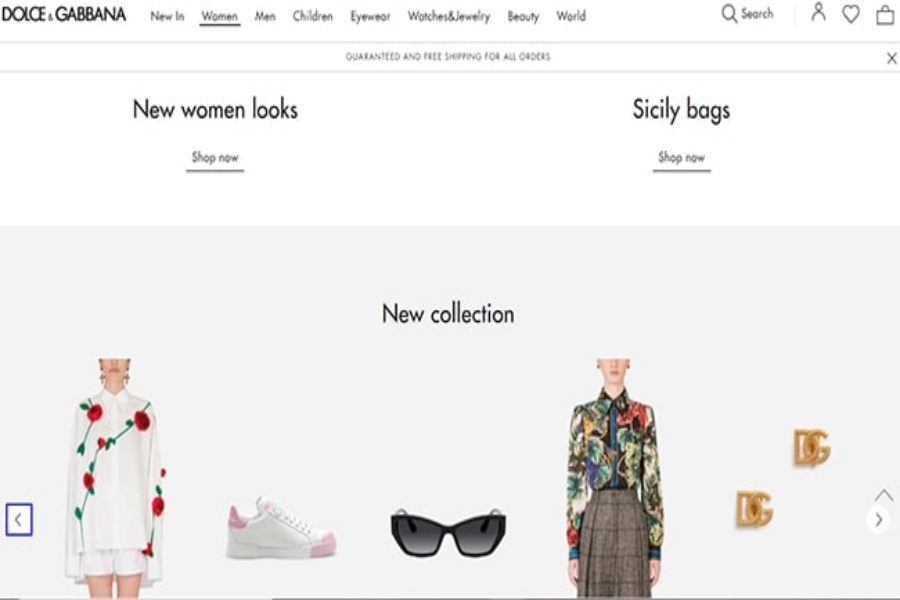 DOLCE & GABBANA New In Women Men Children Eyewear Watches&Jewelry Beauty World Search
GUARANTEED AND FREE SHIPPING FOR ALL ORDERS
New women looks
Shop now
Sicily bags
Shop now
New collection
DG
DG